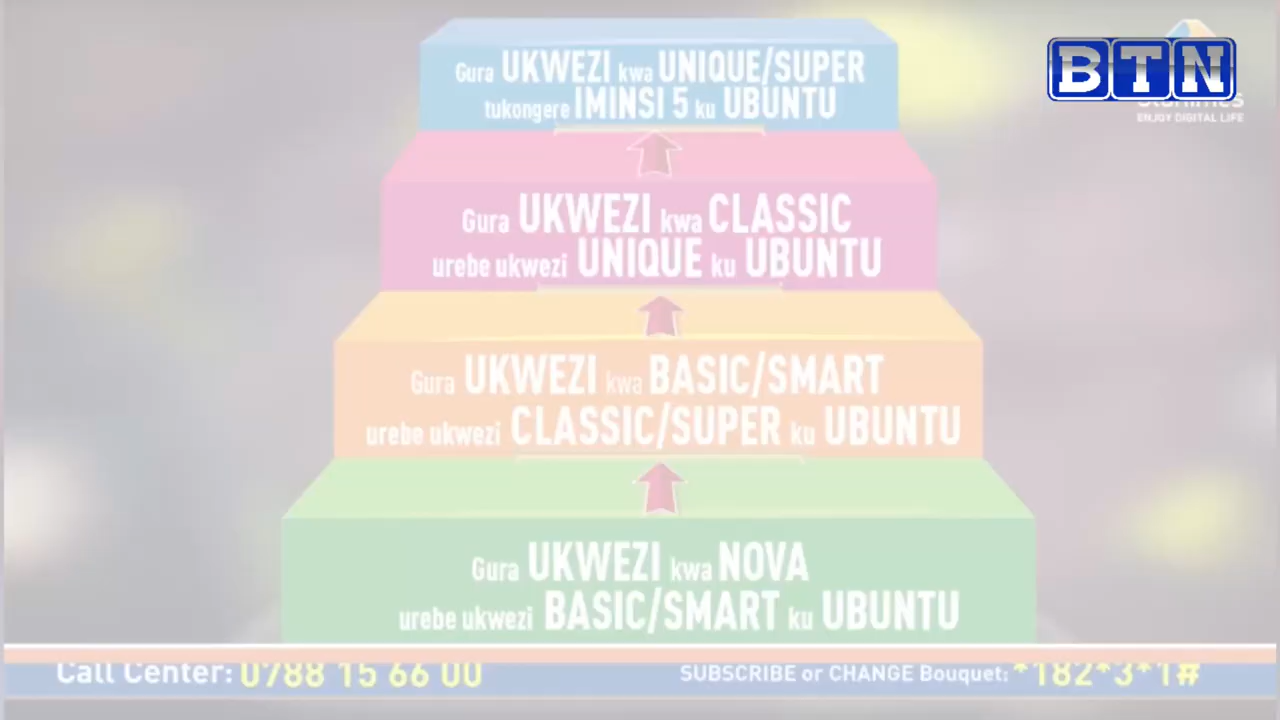 BTN
ENJOY DIGITAL LIFE
Gura UKWEZI kwa UNIQUE/SUPER
tukongere IMINSI 5 ku UBUNTU
Gura UKWEZI kwa CLASSIC
urebe ukwezi UNIQUE ku UBUNTU
Gura UKWEZI kwa BASIC/SMART
urebe ukwezi CLASSIC/SUPER ku UBUNTU
Gura UKWEZI kwa NOVA
urebe ukwezi BASIC/SMART ku UBUNTU
Call Center: 0788 15 66 00
SUBSCRIBE or CHANGE Bouquet: *182*3*1#